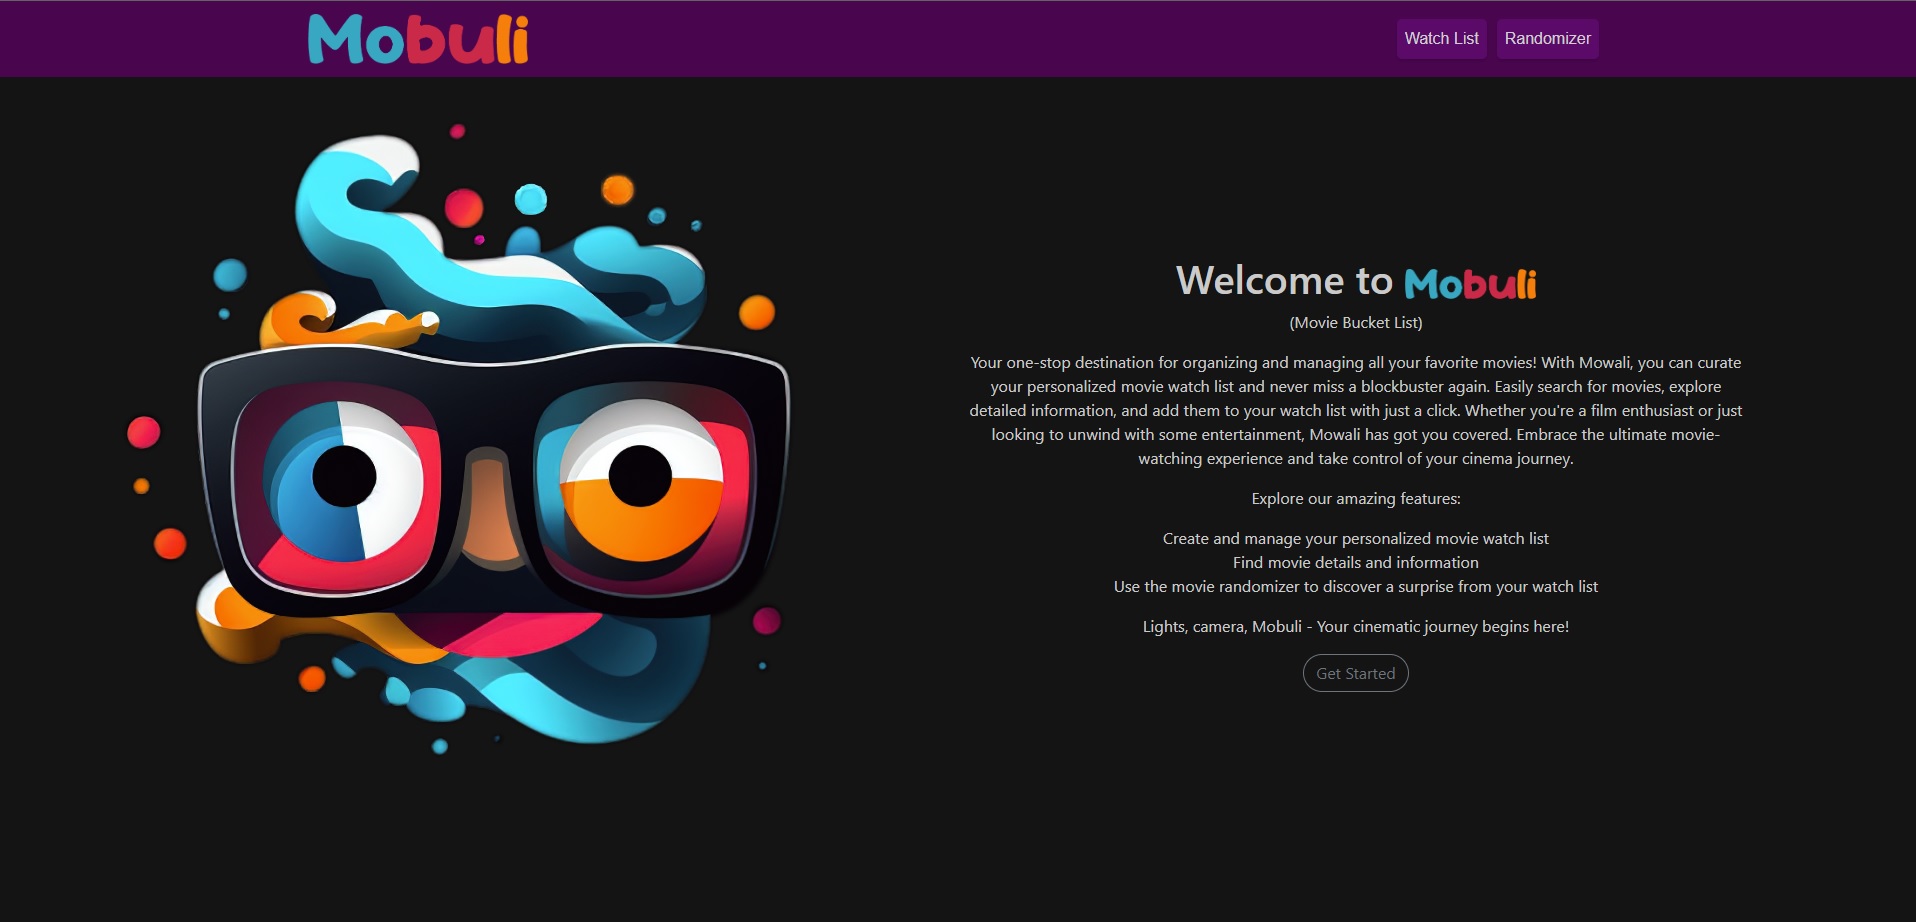 Mobuli
Watch List
Randomizer
Welcome to Mobuli
(Movie Bucket List)
Your one-stop destination for organizing and managing all your favorite movies! With Mowali, you can curate
your personalized movie watch list and never miss a blockbuster again. Easily search for movies, explore
detailed information, and add them to your watch list with just a click. Whether you're a film enthusiast or just
looking to unwind with some entertainment, Mowali has got you covered. Embrace the ultimate movie-
watching experience and take control of your cinema journey.
Explore our amazing features:
Create and manage your personalized movie watch list
Find movie details and information
Use the movie randomizer to discover a surprise from your watch list
Lights, camera, Mobuli - Your cinematic journey begins here!
Get Started